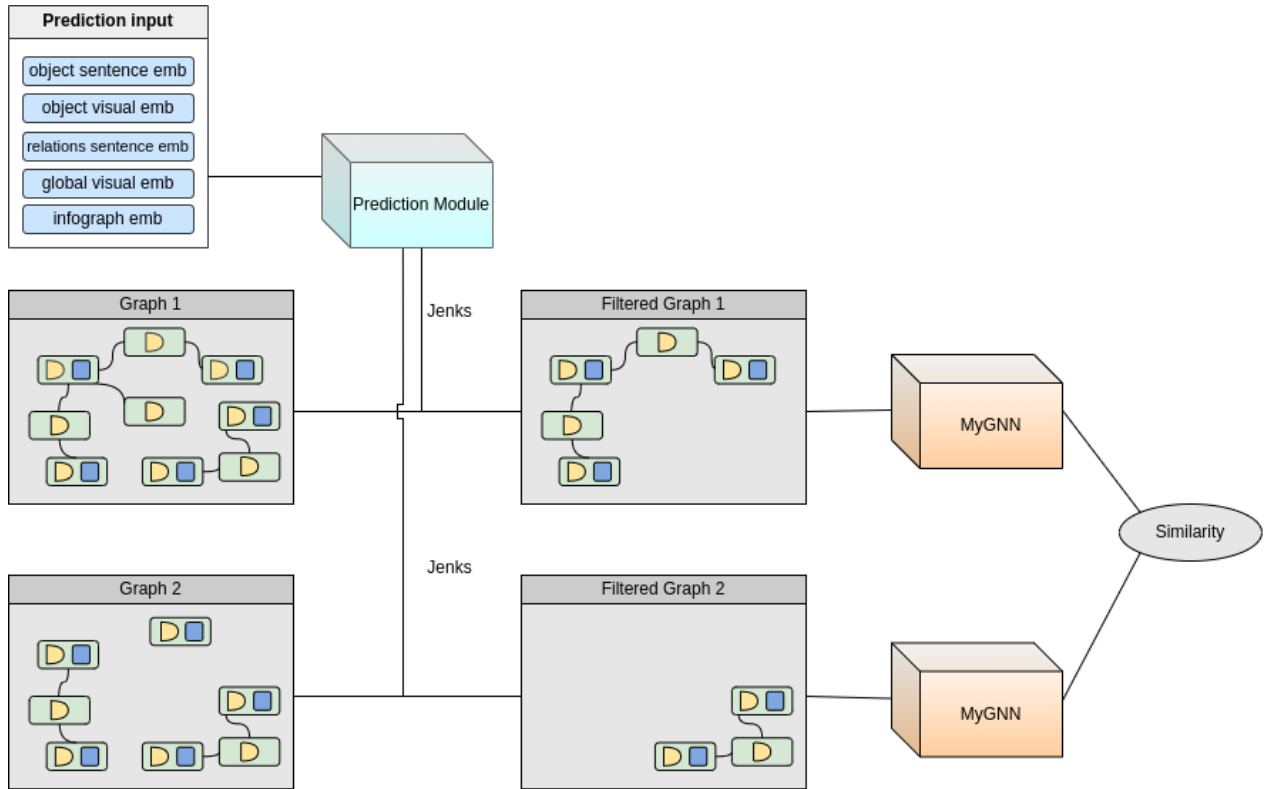 Prediction input
object sentence emb
object visual emb
relations sentence emb
global visual emb
infograph emb
Prediction Module
Jenks
Graph 1
Filtered Graph 1
MyGNN
Similarity
Jenks
Graph 2
Filtered Graph 2
MyGNN